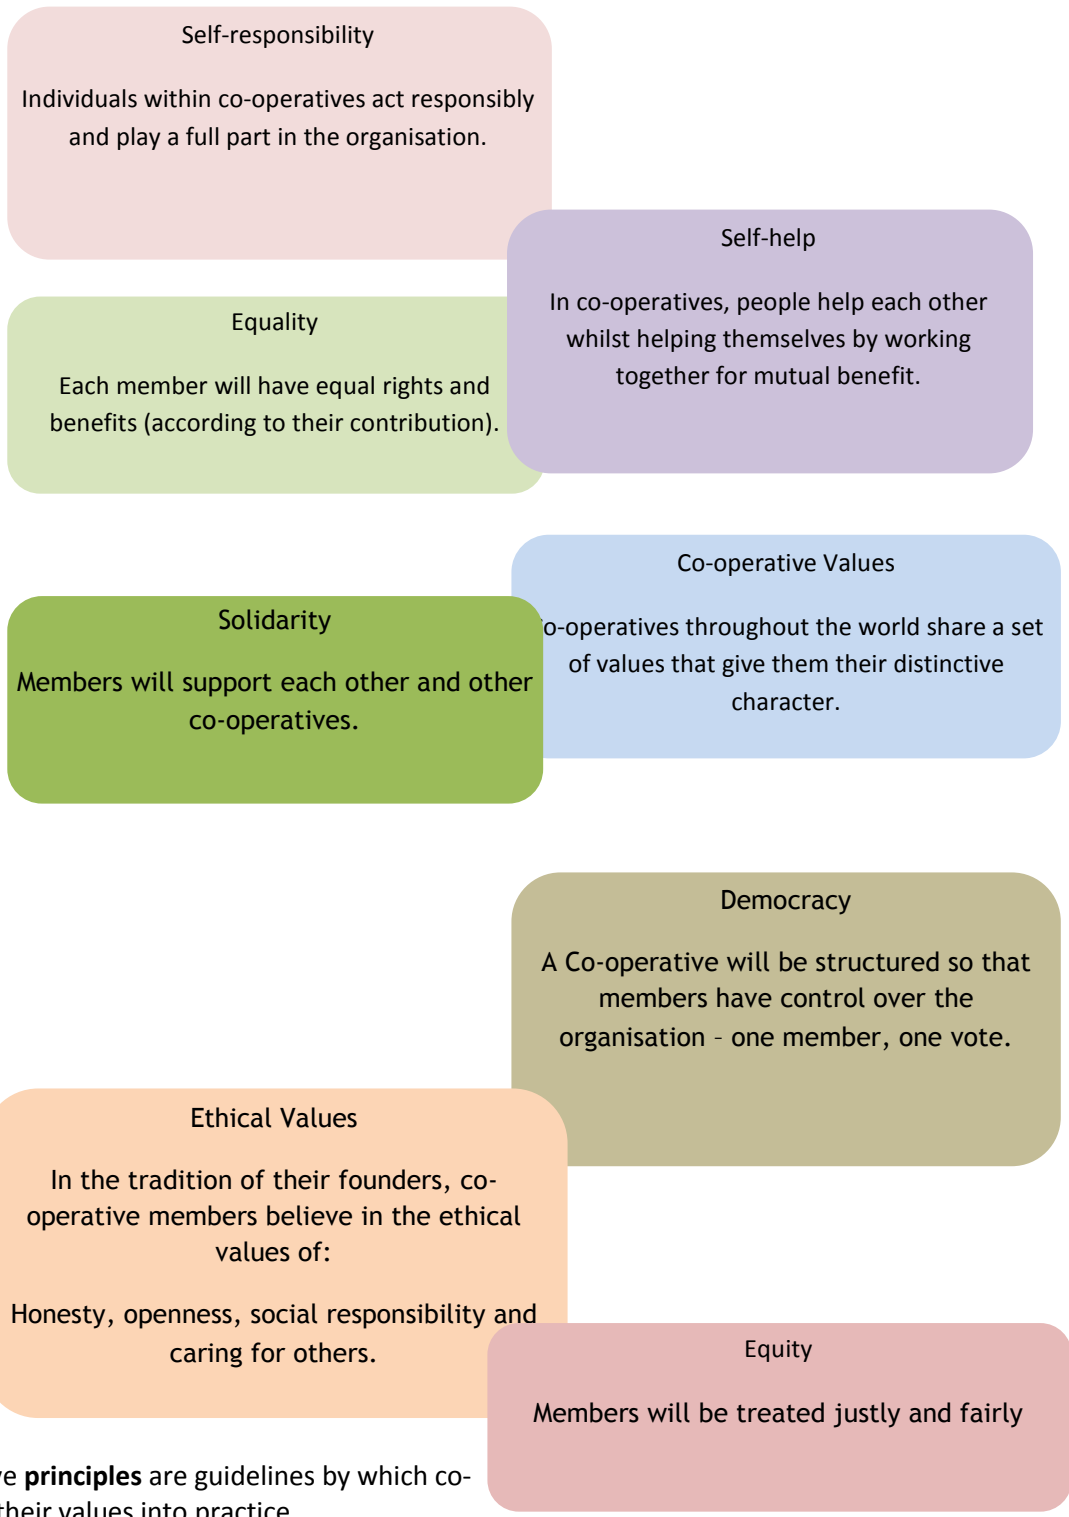 Self-responsibility
Individuals within co-operatives act responsibly
and play a full part in the organisation.
Self-help
In co-operatives, people help each other
whilst helping themselves by working
together for mutual benefit.
Equality
Each member will have equal rights and
benefits (according to their contribution).
Co-operative Values
o-operatives throughout the world share a set
of values that give them their distinctive
character.
Solidarity
Members will support each other and other
co-operatives.
Democracy
A Co-operative will be structured so that
members have control over the
organisation – one member, one vote.
Ethical Values
In the tradition of their founders, co-
operative members believe in the ethical
values of:
Honesty, openness, social responsibility and
caring for others.
Equity
Members will be treated justly and fairly
ve principles are guidelines by which co-
their values into practice